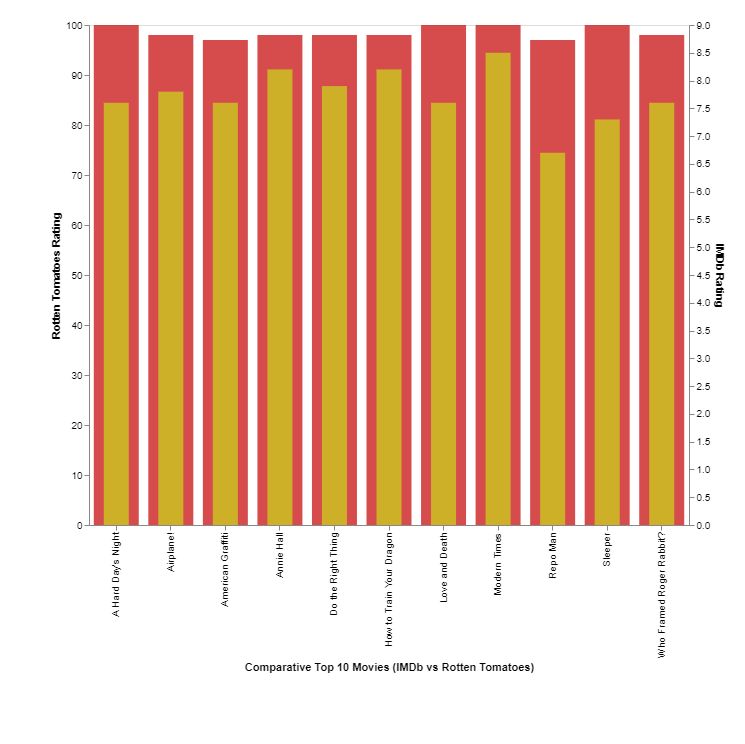 100
90
80
70
60
50
40
30
20
10
0
Rotten Tomatoes Rating
9.0
8.5
8.0
7.5
7.0
6.5
6.0
5.5
5.0
4.5
4.0
3.5
3.0
2.5
2.0
1.5
1.0
0.5
0.0
IMDb Rating
A Hard Day's Night
Airplane!
American Graffiti
Annie Hall
Do the Right Thing
How to Train Your Dragon
Love and Death
Modern Times
Repo Man
Sleeper
Who Framed Roger Rabbit?
Comparative Top 10 Movies (IMDb vs Rotten Tomatoes)